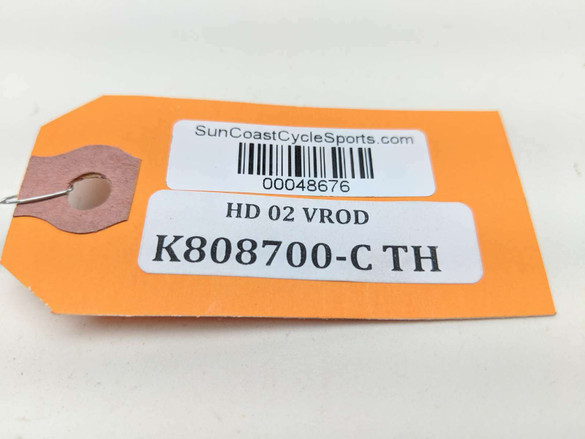 SunCoastCycleSports.com
00048676
HD 02 VROD
K808700-C TH